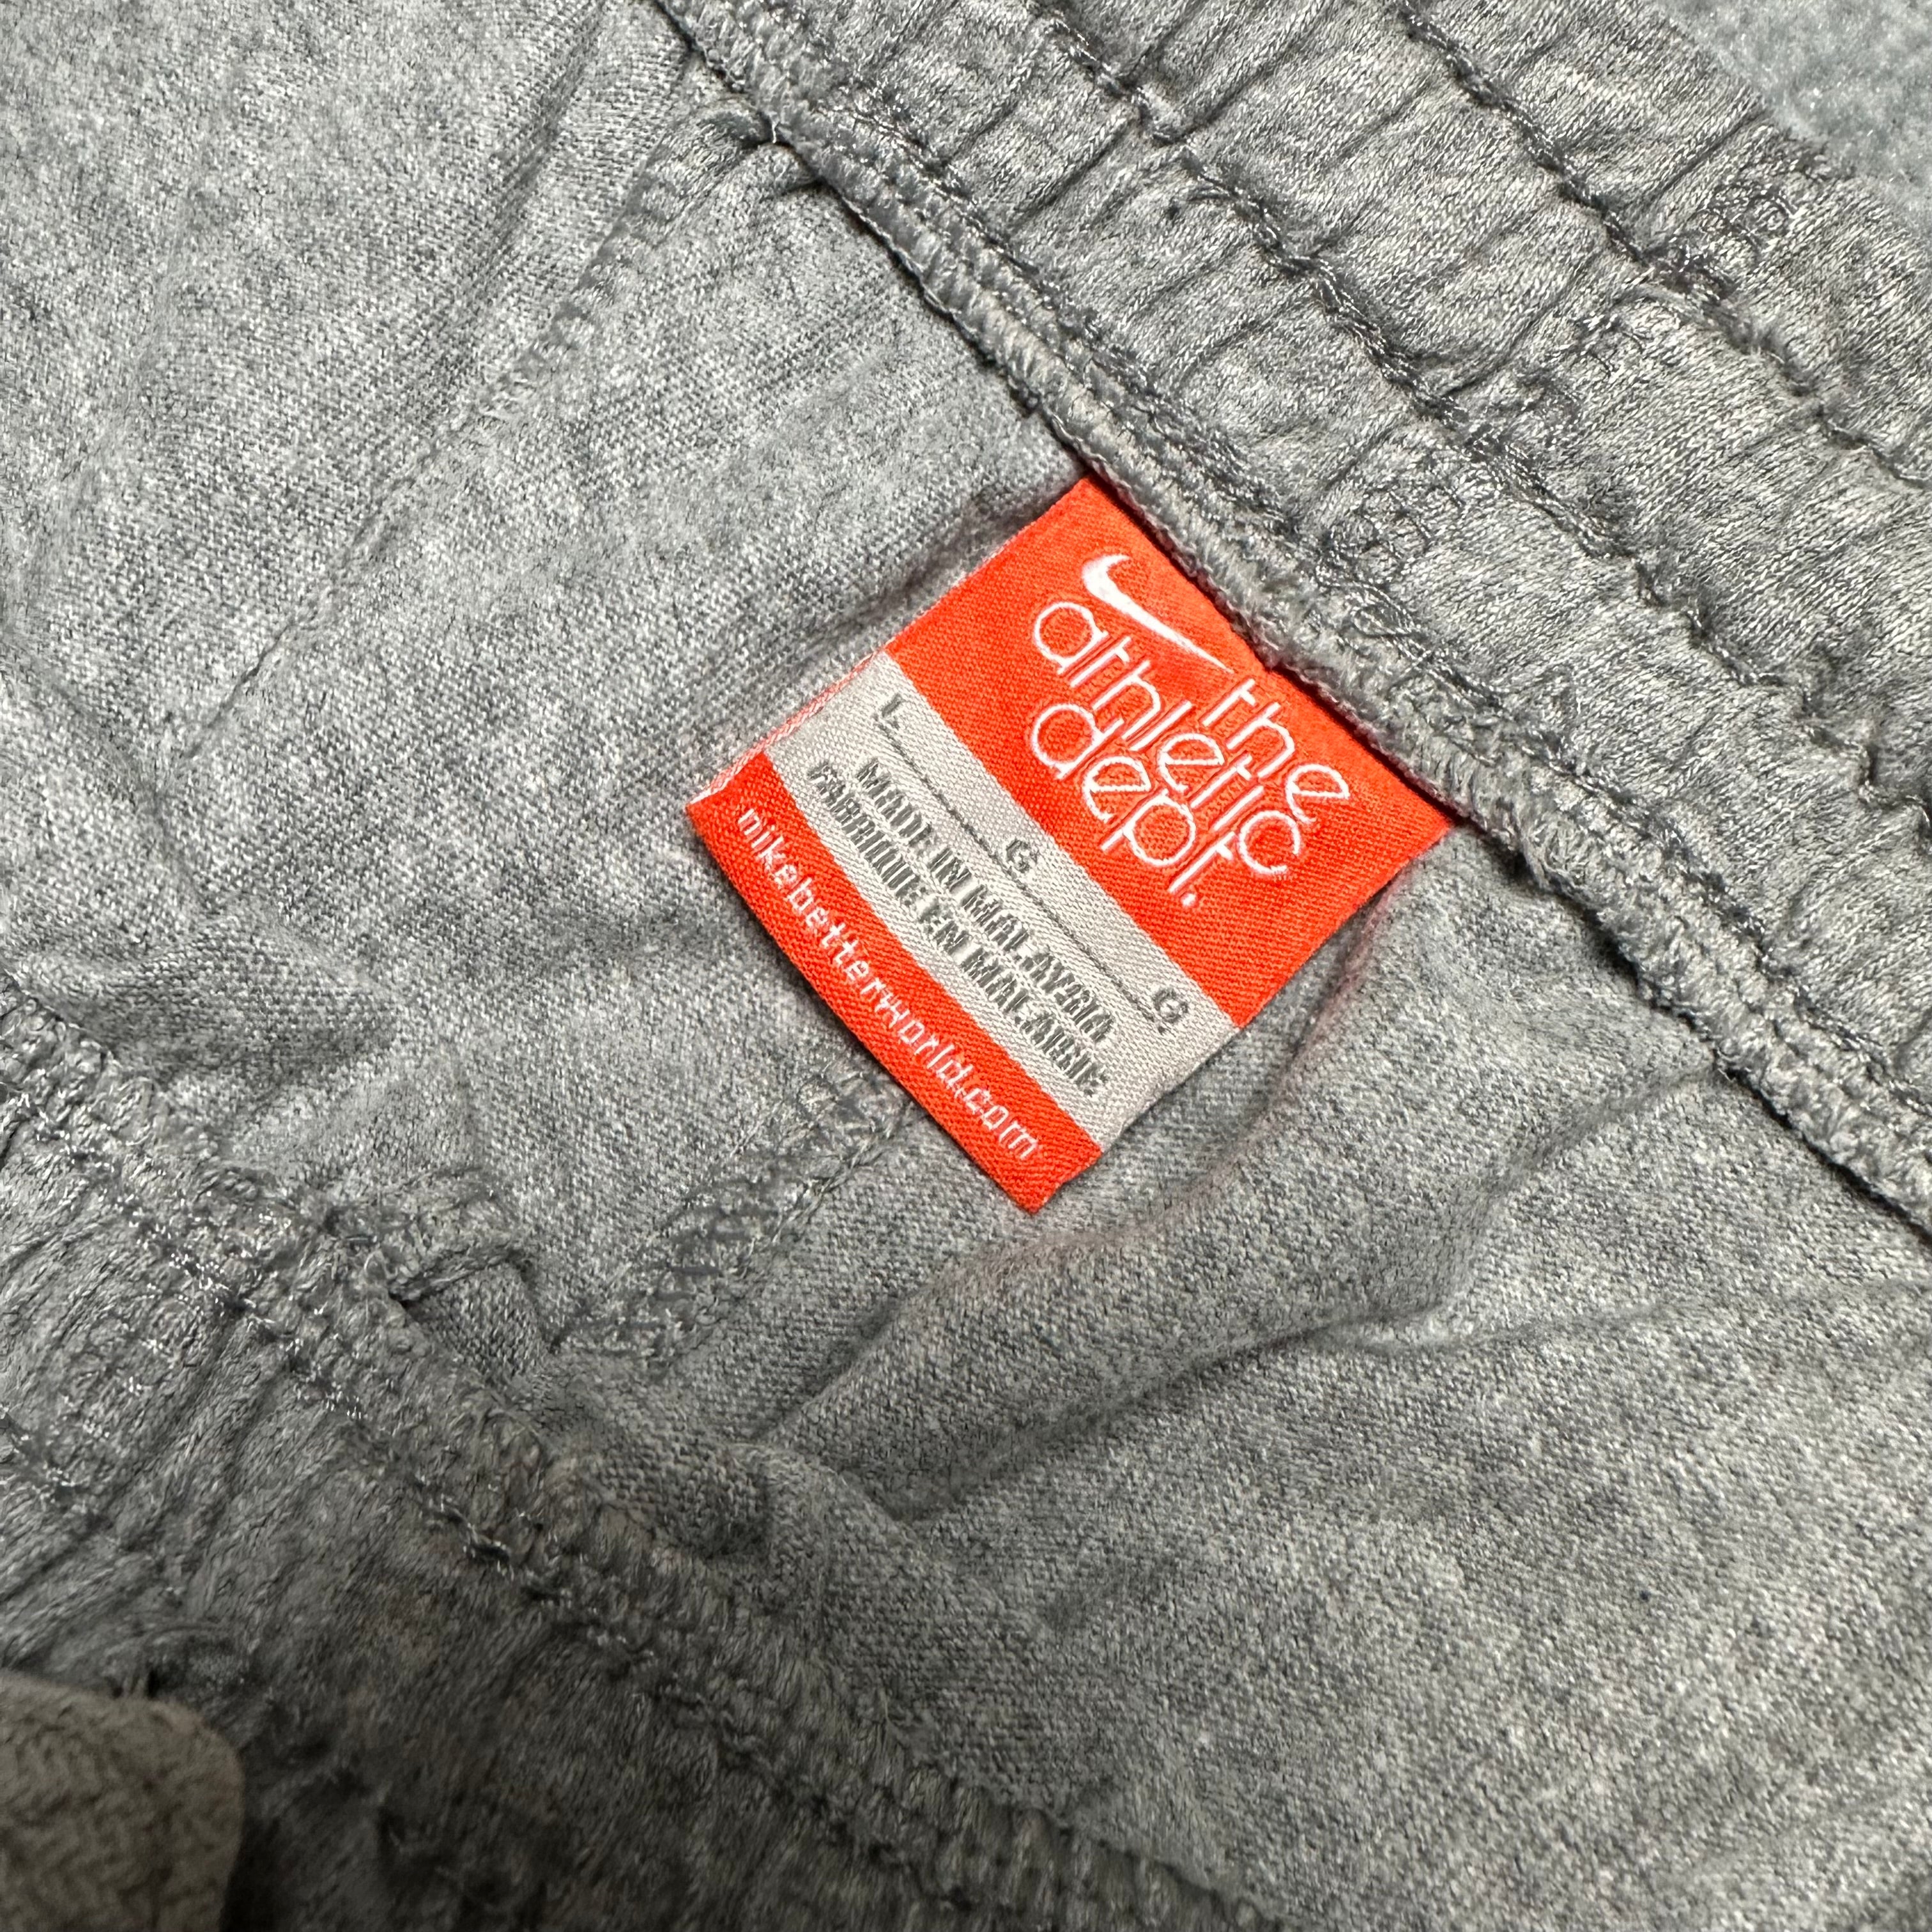 the
athletic
dept.
L G G
MADE IN MALAYSIA
FABRIQUE EN MALAISIE
nikebetterworld.com